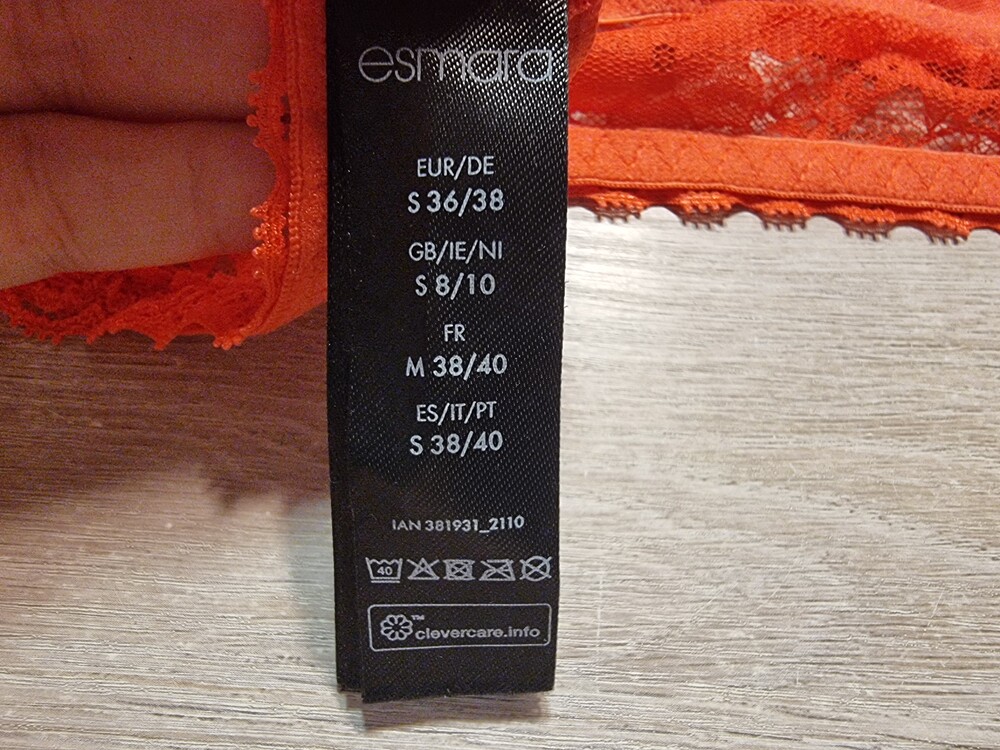 esmara
EUR/DE
S 36/38
GB/IE/NI
S 8/10
FR
M 38/40
ES/IT/PT
S 38/40
IAN 381931_2110
40
™
clevercare.info